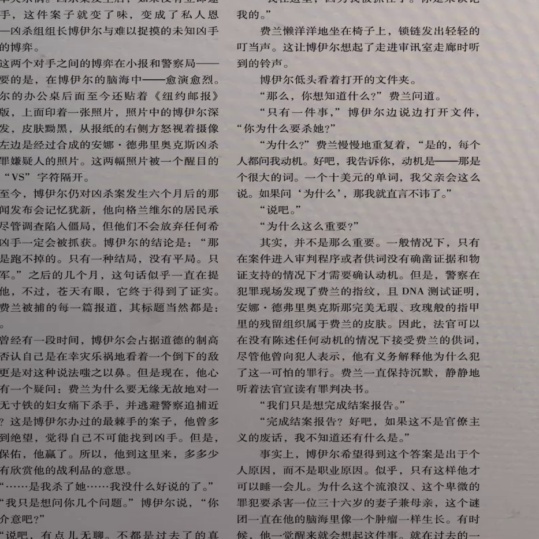 手，这件案子就变了味，变成了私人恩
—凶杀组组长博伊尔与难以捉摸的未知凶手
的博弈。
这两个对手之间的博弈在小报和警察局——
要的是，在博伊尔的脑海中——愈演愈烈。
尔的办公桌后面至今还贴着《纽约邮报》
版，上面印着一张照片，照片中的博伊尔深
发，皮肤黝黑，从报纸的右侧方怒视着摄像
左边是经过合成的安娜·德弗里奥克斯凶杀
罪嫌疑人的照片。这两幅照片被一个醒目的
“VS”字符隔开。
至今，博伊尔仍对凶杀案发生六个月后的那
闻发布会记忆犹新，他向格兰维尔的居民承
尽管调查陷入僵局，但他们不会放弃任何希
凶手一定会被抓获。博伊尔的结论是：“那
是跑不掉的。只有一种结局，没有平局。只
军。”之后的几个月，这句话似乎一直在提
他，不过，苍天有眼，它终于得到了证实。
费兰被捕的每一篇报道，其标题当然都是：
。
曾经有一段时间，博伊尔会占据道德的制高
否认自己是在幸灾乐祸地看着一个倒下的敌
更是对这种说法嗤之以鼻。但是现在，他心
有一个疑问：费兰为什么要无缘无故地对一
无寸铁的妇女痛下杀手，并逃避警察追捕近
？这是博伊尔办过的最棘手的案子，他曾多
到绝望，觉得自己不可能找到凶手。但是，
保佑，他赢了。所以，他到这里来，多多少
有欣赏他的战利品的意思。
“……是我杀了她……我没什么好说的了。”
“我只是想问你几个问题。”博伊尔说，“你
介意吧？”
“说吧，有点儿无聊。不都是过去了的真
我的。”
费兰懒洋洋地坐在椅子上，锁链发出轻轻的
叮当声。这让博伊尔想起了走进审讯室走廊时听
到的铃声。
博伊尔低头看着打开的文件夹。
“那么，你想知道什么？”费兰问道。
“只有一件事，”博伊尔边说边打开文件，
“你为什么要杀她？”
“为什么？”费兰慢慢地重复着，“是的，每个
人都问我动机。好吧，我告诉你，动机是——那是
个很大的词。一个十美元的单词，我父亲会这么
说。如果问‘为什么’，那我就直言不讳了。”
“说吧。”
“为什么这么重要？”
其实，并不是那么重要。一般情况下，只有
在案件进入审判程序或者供词没有确凿证据和物
证支持的情况下才需要确认动机。但是，警察在
犯罪现场发现了费兰的指纹，且 DNA 测试证明，
安娜·德弗里奥克斯那完美无瑕、玫瑰般的指甲
里的残留组织属于费兰的皮肤。因此，法官可以
在没有陈述任何动机的情况下接受费兰的供词，
尽管他曾向犯人表示，他有义务解释他为什么犯
了这一可怕的罪行。费兰一直保持沉默，静静地
听着法官宣读有罪判决书。
“我们只是想完成结案报告。”
“完成结案报告？好吧，如果这不是官僚主
义的废话，我不知道还有什么是。”
事实上，博伊尔希望得到这个答案是出于个
人原因，而不是职业原因。似乎，只有这样他才
可以睡一会儿。为什么这个流浪汉、这个卑微的
罪犯要杀害一位三十六岁的妻子兼母亲，这个谜
团一直在他的脑海里像一个肿瘤一样生长。有时
候，他一觉醒来就会想起这件事。就在过去的一